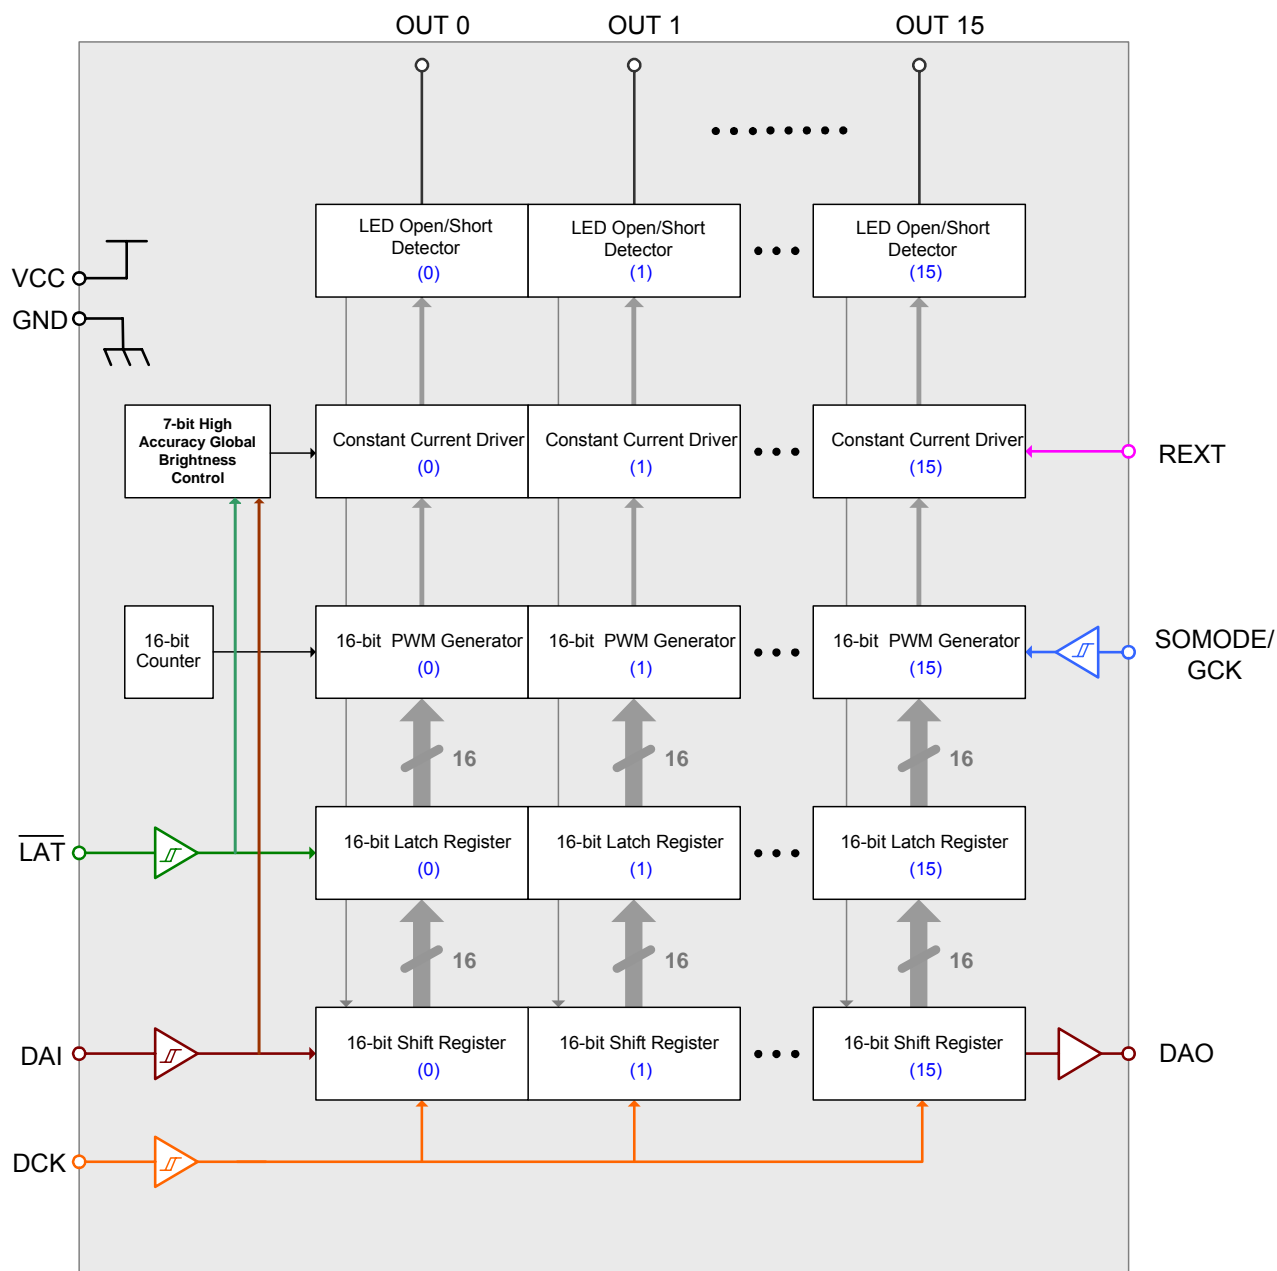 OUT 0 OUT 1 OUT 15
LED Open/Short
Detector
(0)
LED Open/Short
Detector
(1)
LED Open/Short
Detector
(15)
VCC
GND
7-bit High
Accuracy Global
Brightness
Control
Constant Current Driver
(0)
Constant Current Driver
(1)
Constant Current Driver
(15)
REXT
16-bit
Counter
16-bit PWM Generator
(0)
16-bit PWM Generator
(1)
16-bit PWM Generator
(15)
SOMODE/
GCK
16 16 16
LAT
16-bit Latch Register
(0)
16-bit Latch Register
(1)
16-bit Latch Register
(15)
16 16 16
DAI
16-bit Shift Register
(0)
16-bit Shift Register
(1)
16-bit Shift Register
(15)
DAO
DCK